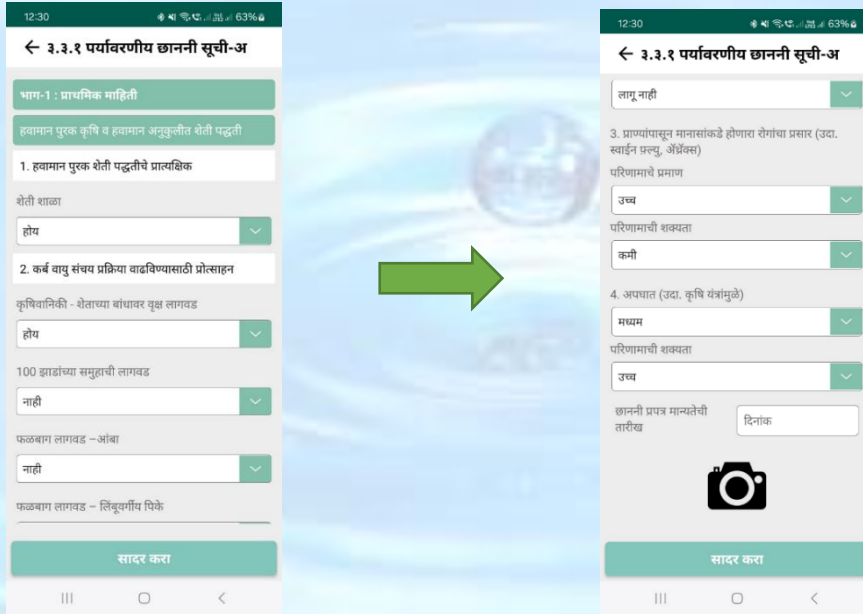 12:30
63%
← ३.३.१ पर्यावरणीय छाननी सूची-अ
भाग-1 : प्राथमिक माहिती
हवामान पुरक कृषि व हवामान अनुकुलीत शेती पद्धती
1. हवामान पुरक शेती पद्धतीचे प्रात्यक्षिक
शेती शाळा
होय
2. कर्ब वायु संचय प्रक्रिया वाढविण्यासाठी प्रोत्साहन
कृषिवानिकी - शेताच्या बांधावर वृक्ष लागवड
होय
100 झाडांच्या समुहाची लागवड
नाही
फळबाग लागवड –आंबा
नाही
फळबाग लागवड – लिंबूवर्गीय पिके
सादर करा
12:30
63%
← ३.३.१ पर्यावरणीय छाननी सूची-अ
लागू नाही
3. प्राण्यांपासून मानासांकडे होणारा रोगांचा प्रसार (उदा.
स्वाईन फ़्ल्यु, अ‍ॅंथ्रॅक्स)
परिणामाचे प्रमाण
उच्च
परिणामाची शक्यता
कमी
4. अपघात (उदा. कृषि यंत्रांमुळे)
मध्यम
परिणामाची शक्यता
उच्च
छाननी प्रपत्र मान्यतेची
तारीख
दिनांक
सादर करा